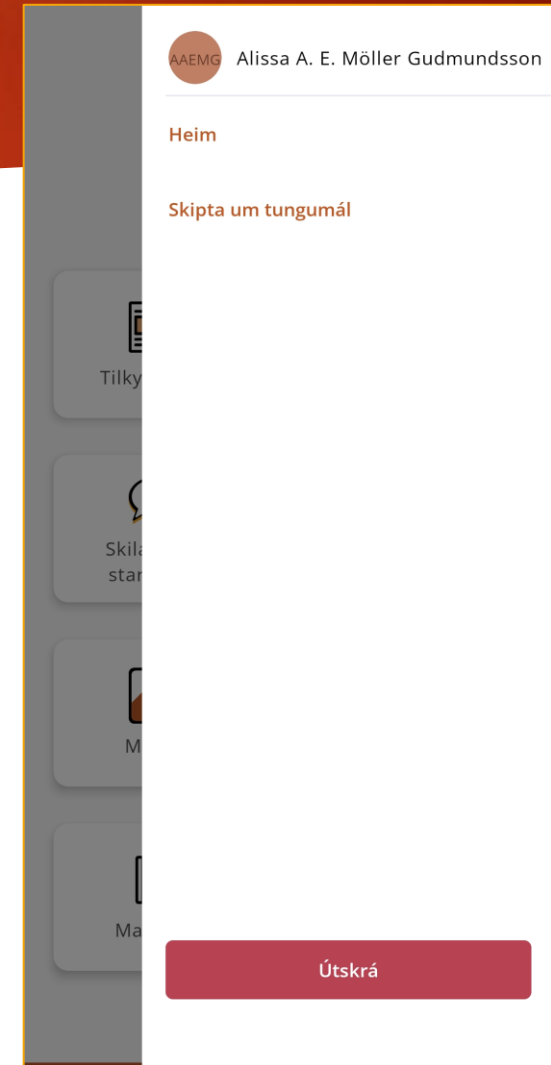 AAEMG
Alissa A. E. Möller Gudmundsson
Heim
Skipta um tungumál
Útskrá